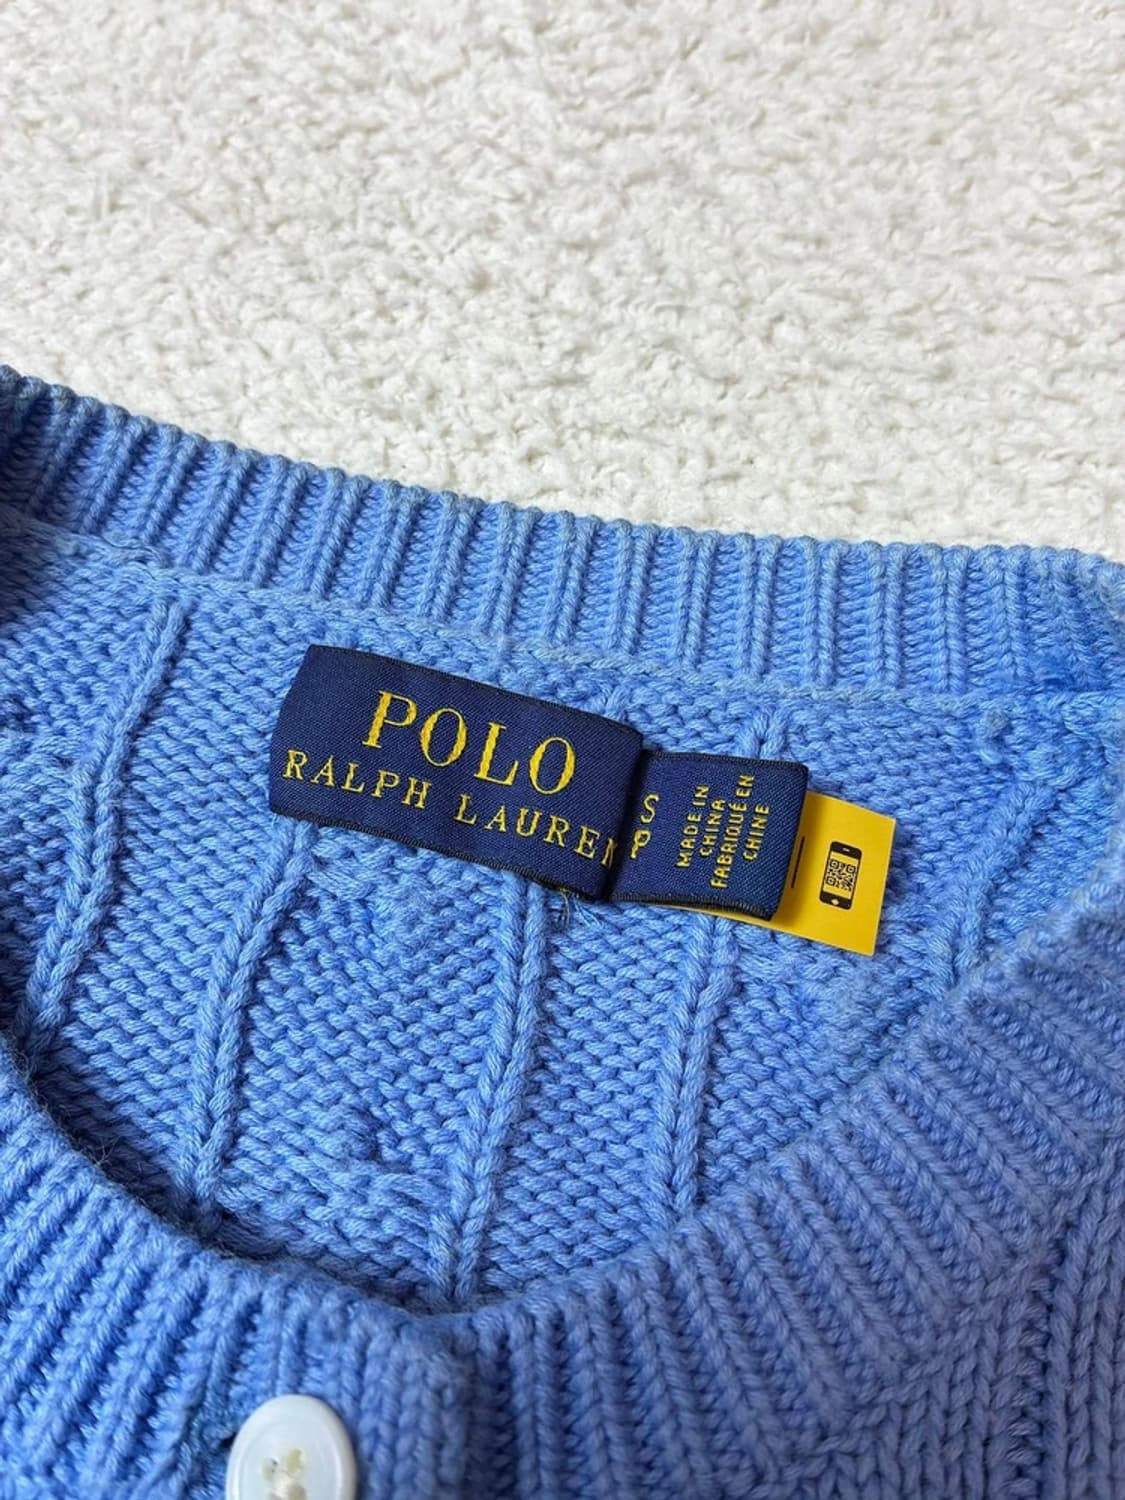 POLO
RALPH LAUREN
S
P
MADE IN
CHINA
FABRIQUÉ EN
CHINE